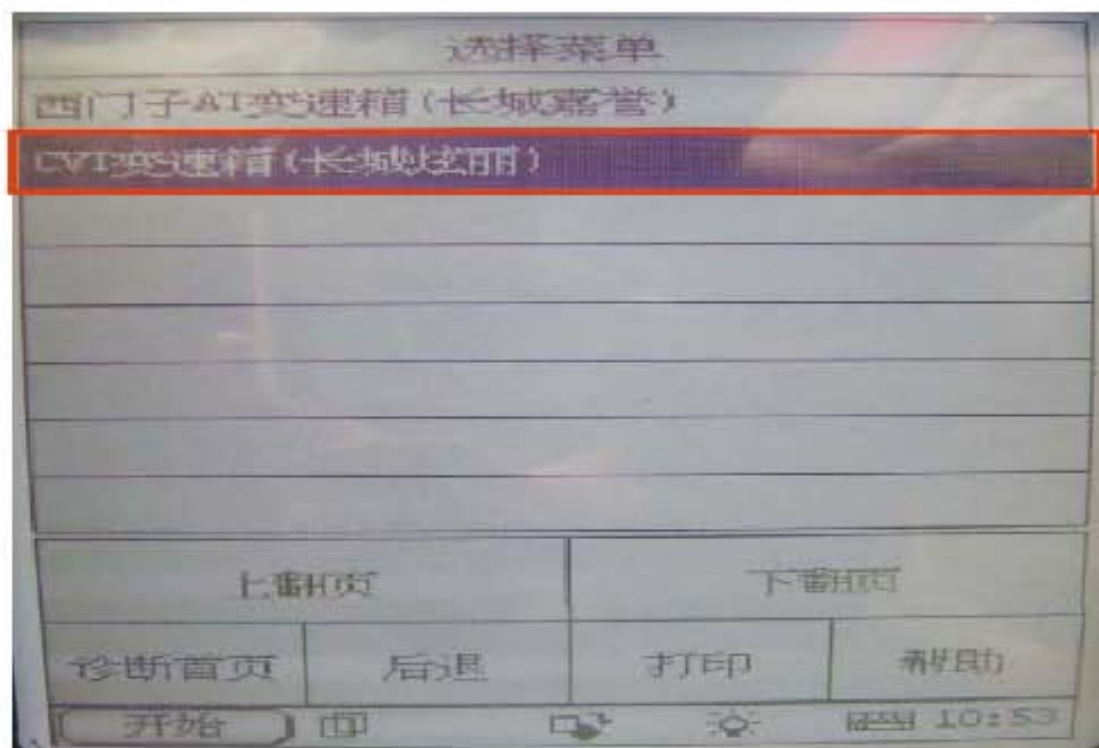 选择菜单
西门子AT变速箱(长城嘉誉)
CVT变速箱(长城炫丽)
上翻页 下翻页
诊断首页 后退 打印 帮助
开始 10:53